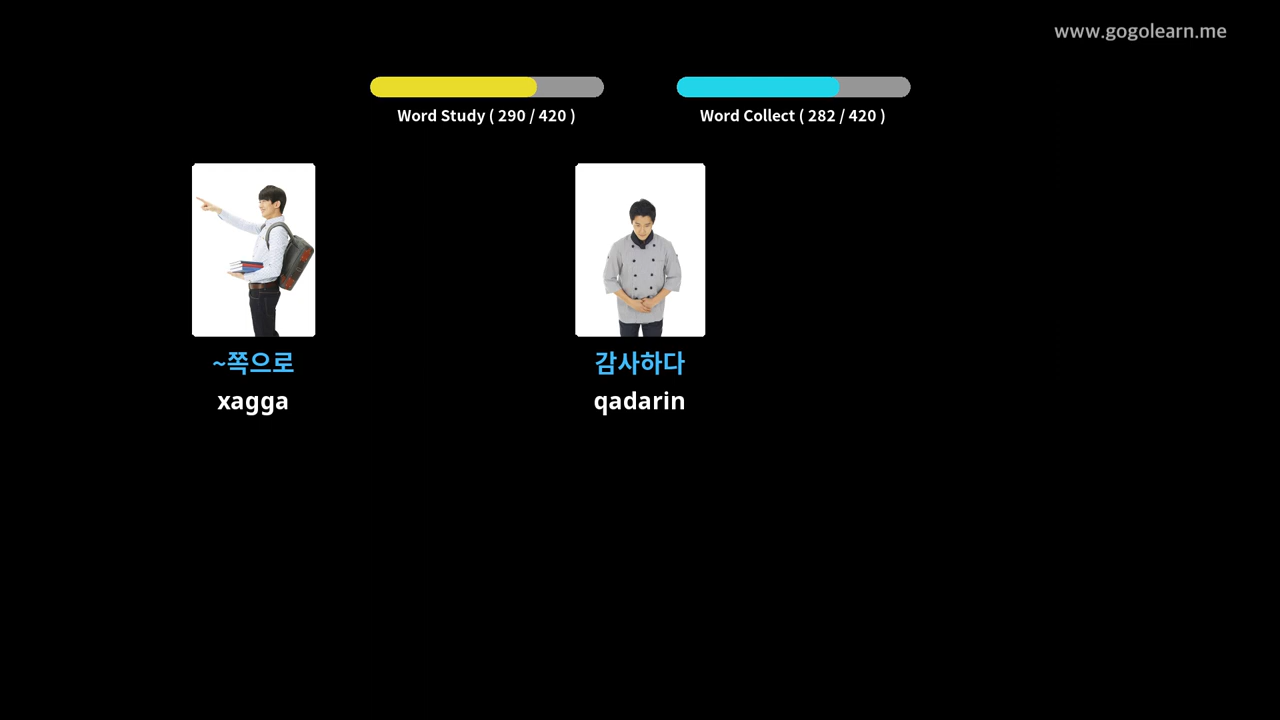 www.gogolearn.me
Word Study ( 290 / 420 )
Word Collect ( 282 / 420 )
~쪽으로
xagga
감사하다
qadarin